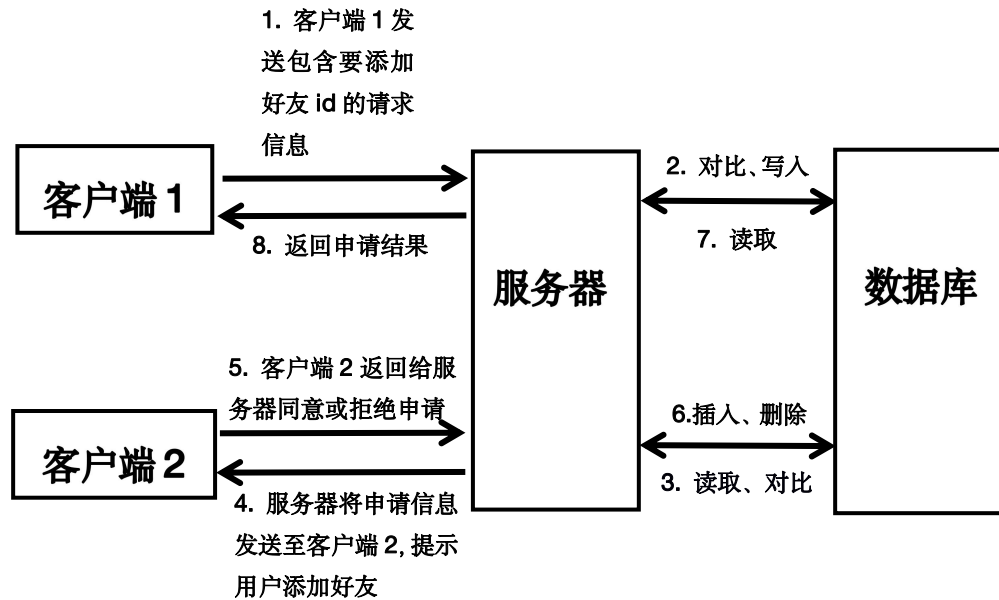 1. 客户端 1 发
送包含要添加
好友 id 的请求
信息
客户端 1
8. 返回申请结果
服务器
2. 对比、写入
7. 读取
数据库
5. 客户端 2 返回给服
务器同意或拒绝申请
客户端 2
4. 服务器将申请信息
发送至客户端 2, 提示
用户添加好友
6.插入、删除
3. 读取、对比